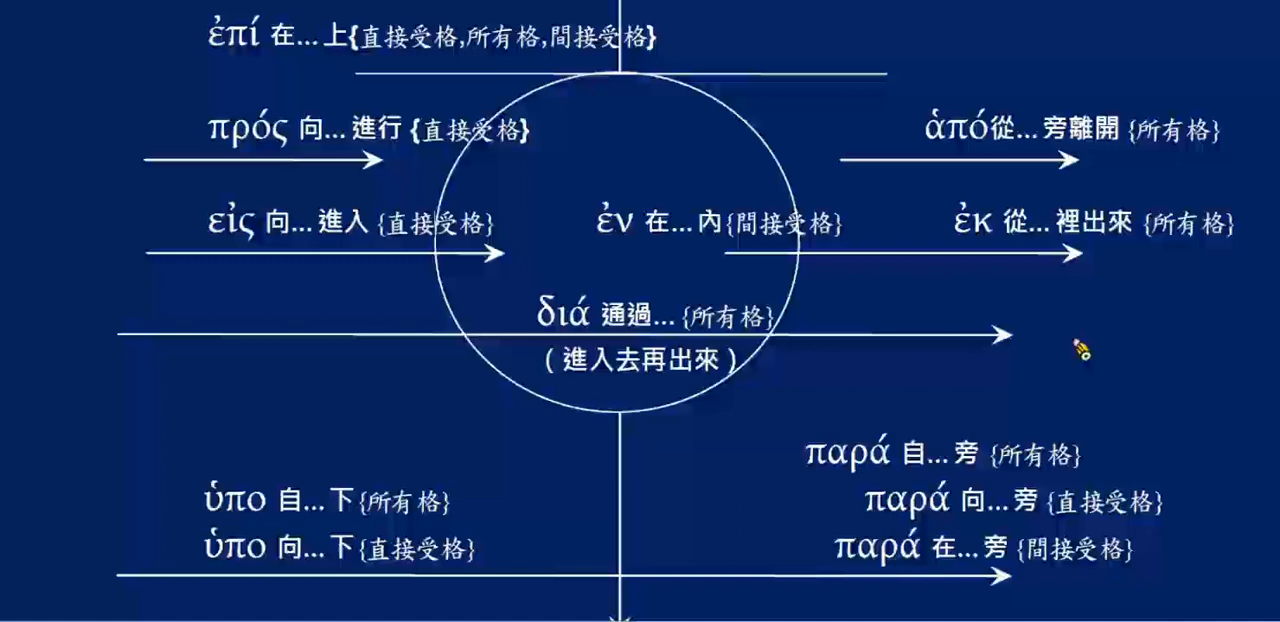 ἐπί 在...上{直接受格,所有格,間接受格}
πρός 向...進行 {直接受格}
ἁπό從...旁離開 {所有格}
εἰς 向...進入 {直接受格}
ἐν 在...內{間接受格}
ἐκ 從...裡出來 {所有格}
διά 通過...{所有格}
（進入去再出來）
παρά 自...旁 {所有格}
ὑπο 自...下{所有格}
παρά 向...旁 {直接受格}
ὑπο 向...下{直接受格}
παρά 在...旁 {間接受格}